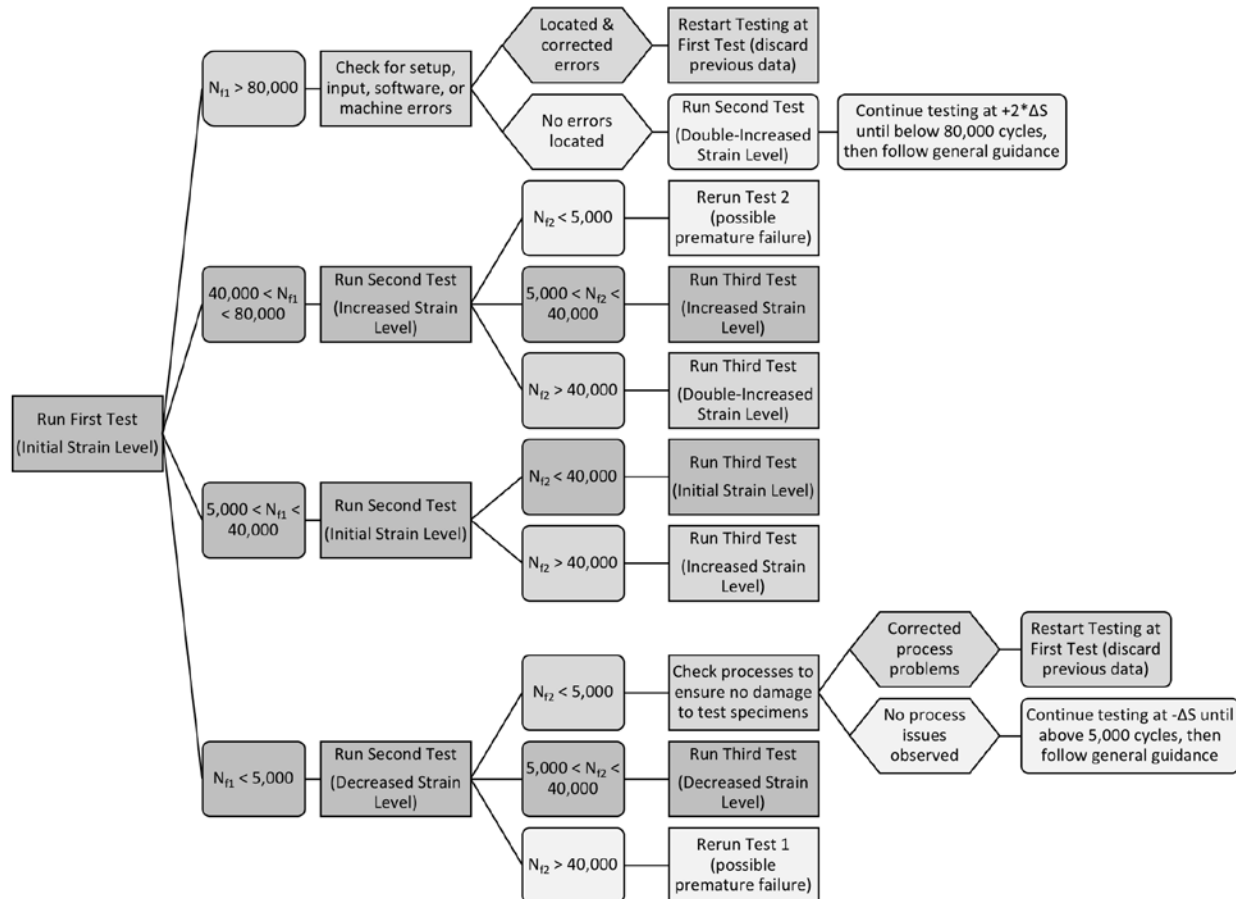 Run First Test
(Initial Strain Level)
N_f1 > 80,000
Check for setup,
input, software, or
machine errors
Located &
corrected
errors
Restart Testing at
First Test (discard
previous data)
No errors
located
Run Second Test
(Double-Increased
Strain Level)
Continue testing at +2*ΔS
until below 80,000 cycles,
then follow general guidance
40,000 < N_f1
< 80,000
Run Second Test
(Increased Strain
Level)
N_f2 < 5,000
Rerun Test 2
(possible
premature failure)
5,000 < N_f2 <
40,000
Run Third Test
(Increased Strain
Level)
N_f2 > 40,000
Run Third Test
(Double-Increased
Strain Level)
5,000 < N_f1 <
40,000
Run Second Test
(Initial Strain Level)
N_f2 < 40,000
Run Third Test
(Initial Strain Level)
N_f2 > 40,000
Run Third Test
(Increased Strain
Level)
N_f1 < 5,000
Run Second Test
(Decreased Strain
Level)
N_f2 < 5,000
Check processes to
ensure no damage
to test specimens
Corrected
process
problems
Restart Testing at
First Test (discard
previous data)
No process
issues
observed
Continue testing at -ΔS until
above 5,000 cycles, then
follow general guidance
5,000 < N_f2 <
40,000
Run Third Test
(Decreased Strain
Level)
N_f2 > 40,000
Rerun Test 1
(possible
premature failure)